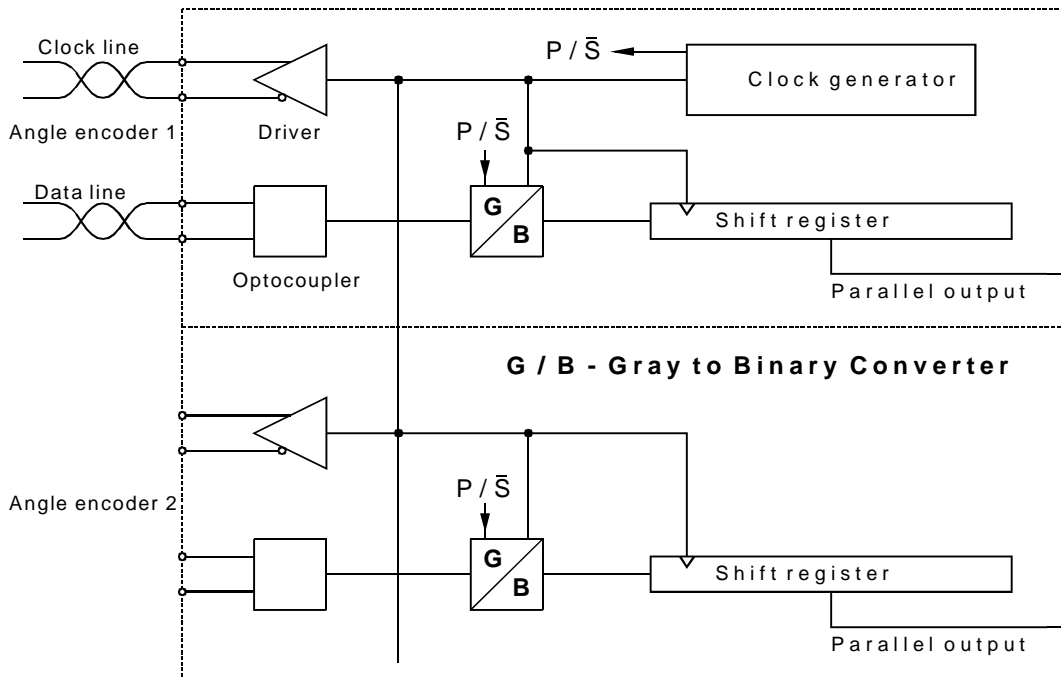 Clock line
P / S̄
Clock generator
Angle encoder 1
Driver
P / S̄
Data line
G
B
Shift register
Optocoupler
Parallel output
G / B - Gray to Binary Converter
Angle encoder 2
P / S̄
G
B
Shift register
Parallel output